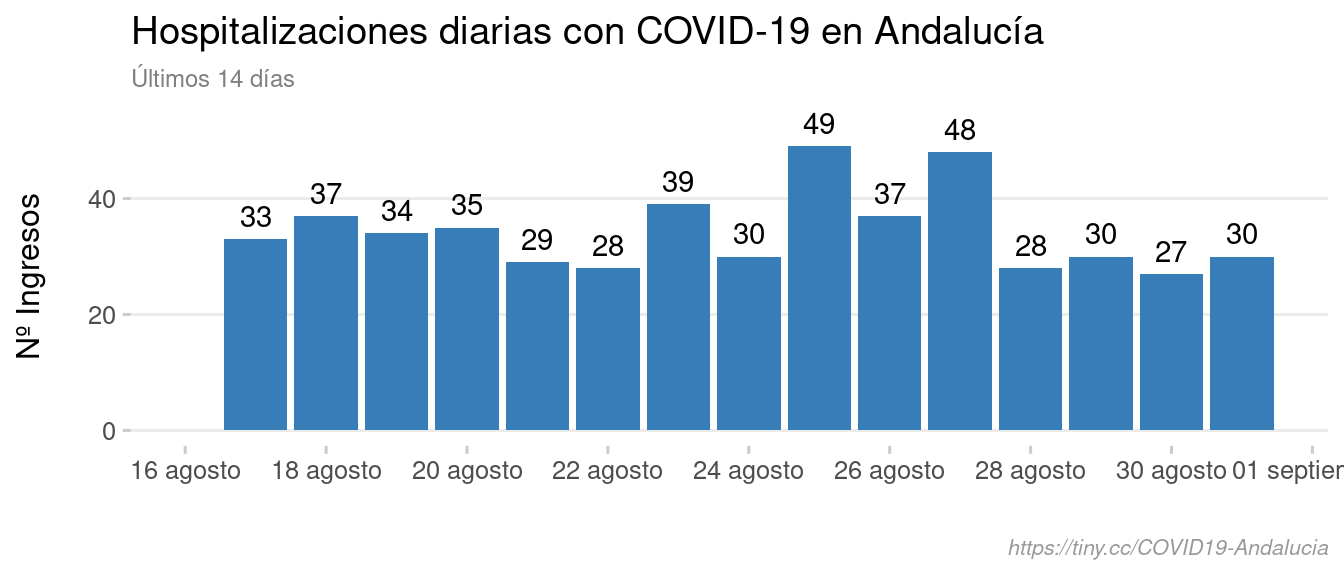 Hospitalizaciones diarias con COVID-19 en Andalucía
Últimos 14 días
Nº Ingresos
49 48
39
37 37
33 34 35
29 28 30 28 30 27 30
40
20
0
16 agosto 18 agosto 20 agosto 22 agosto 24 agosto 26 agosto 28 agosto 30 agosto 01 septien
https://tiny.cc/COVID19-Andalucia